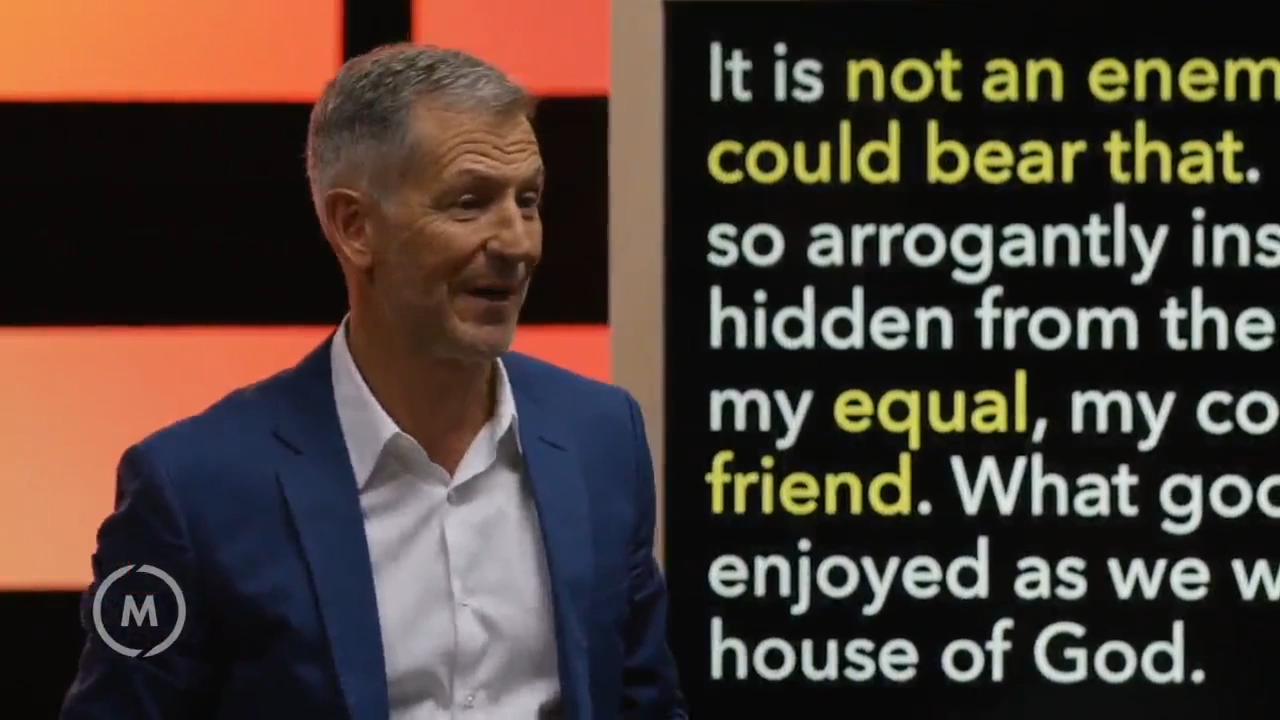 It is not an enem
could bear that.
so arrogantly ins
hidden from the
my equal, my co
friend. What goo
enjoyed as we w
house of God.
M